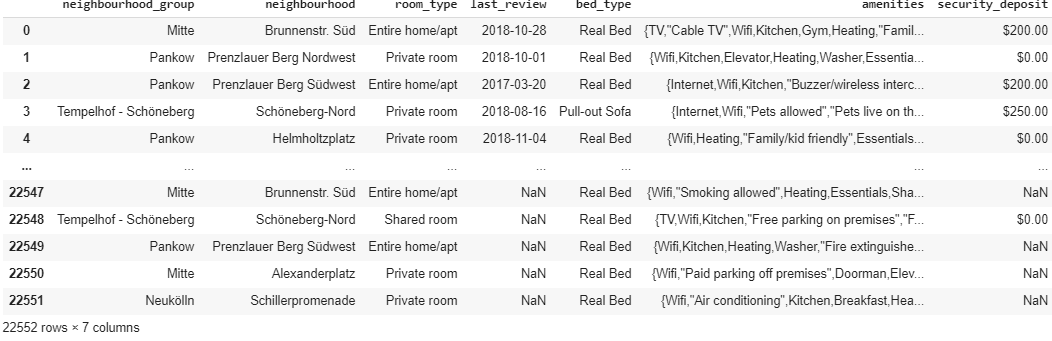 neighbourhood_group neighbourhood room_type last_review bed_type amenities security_deposit
0 Mitte Brunnenstr. Süd Entire home/apt 2018-10-28 Real Bed {TV,"Cable TV",Wifi,Kitchen,Gym,Heating,"Famil... $200.00
1 Pankow Prenzlauer Berg Nordwest Private room 2018-10-01 Real Bed {Wifi,Kitchen,Elevator,Heating,Washer,Essentia... $0.00
2 Pankow Prenzlauer Berg Südwest Entire home/apt 2017-03-20 Real Bed {Internet,Wifi,Kitchen,"Buzzer/wireless interc... $200.00
3 Tempelhof - Schöneberg Schöneberg-Nord Private room 2018-08-16 Pull-out Sofa {Internet,Wifi,"Pets allowed","Pets live on th... $250.00
4 Pankow Helmholtzplatz Private room 2018-11-04 Real Bed {Wifi,Heating,"Family/kid friendly",Essentials... $0.00
... ... ... ... ... ... ... ...
22547 Mitte Brunnenstr. Süd Entire home/apt NaN Real Bed {Wifi,"Smoking allowed",Heating,Essentials,Sha... NaN
22548 Tempelhof - Schöneberg Schöneberg-Nord Shared room NaN Real Bed {TV,Wifi,Kitchen,"Free parking on premises","F... $0.00
22549 Pankow Prenzlauer Berg Südwest Entire home/apt NaN Real Bed {Wifi,Kitchen,Heating,Washer,"Fire extinguishe... NaN
22550 Mitte Alexanderplatz Private room NaN Real Bed {Wifi,"Paid parking off premises",Doorman,Elev... NaN
22551 Neukölln Schillerpromenade Private room NaN Real Bed {Wifi,"Air conditioning",Kitchen,Breakfast,Hea... NaN
22552 rows × 7 columns